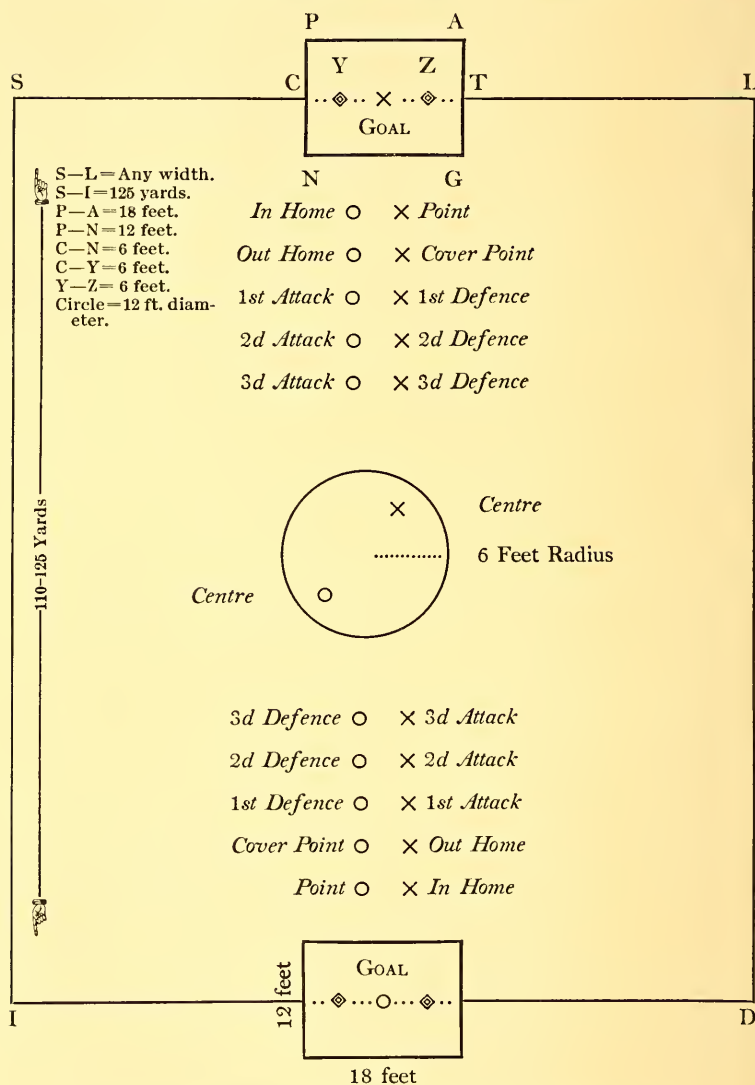 P A
Y Z
S C T L
GOAL
S—L=Any width.
S—I=125 yards.
P—A=18 feet.
P—N=12 feet.
C—N=6 feet.
C—Y=6 feet.
Y—Z= 6 feet.
Circle=12 ft. diam-
eter.
N G
In Home O × Point
Out Home O × Cover Point
1st Attack O × 1st Defence
2d Attack O × 2d Defence
3d Attack O × 3d Defence
110-125 Yards
× Centre
6 Feet Radius
Centre O
3d Defence O × 3d Attack
2d Defence O × 2d Attack
1st Defence O × 1st Attack
Cover Point O × Out Home
Point O × In Home
GOAL
12 feet
I D
18 feet